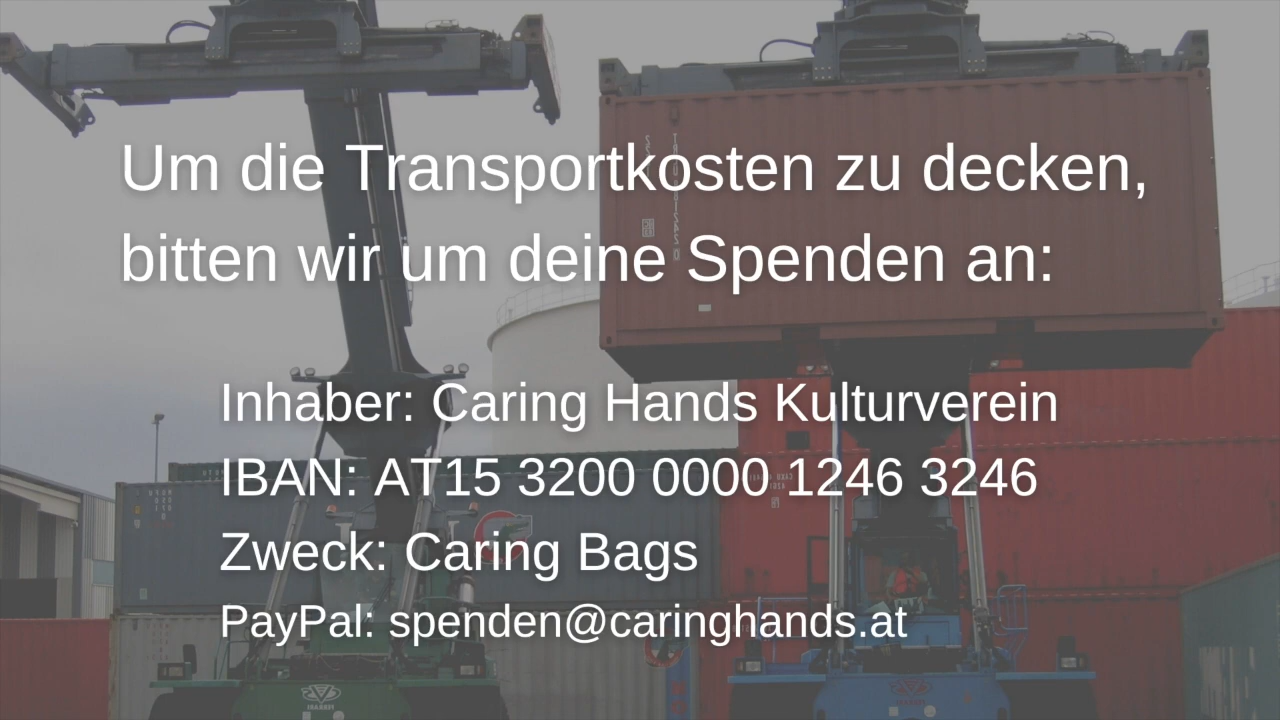 Um die Transportkosten zu decken,
bitten wir um deine Spenden an:
Inhaber: Caring Hands Kulturverein
IBAN: AT15 3200 0000 1246 3246
Zweck: Caring Bags
PayPal: spenden@caringhands.at